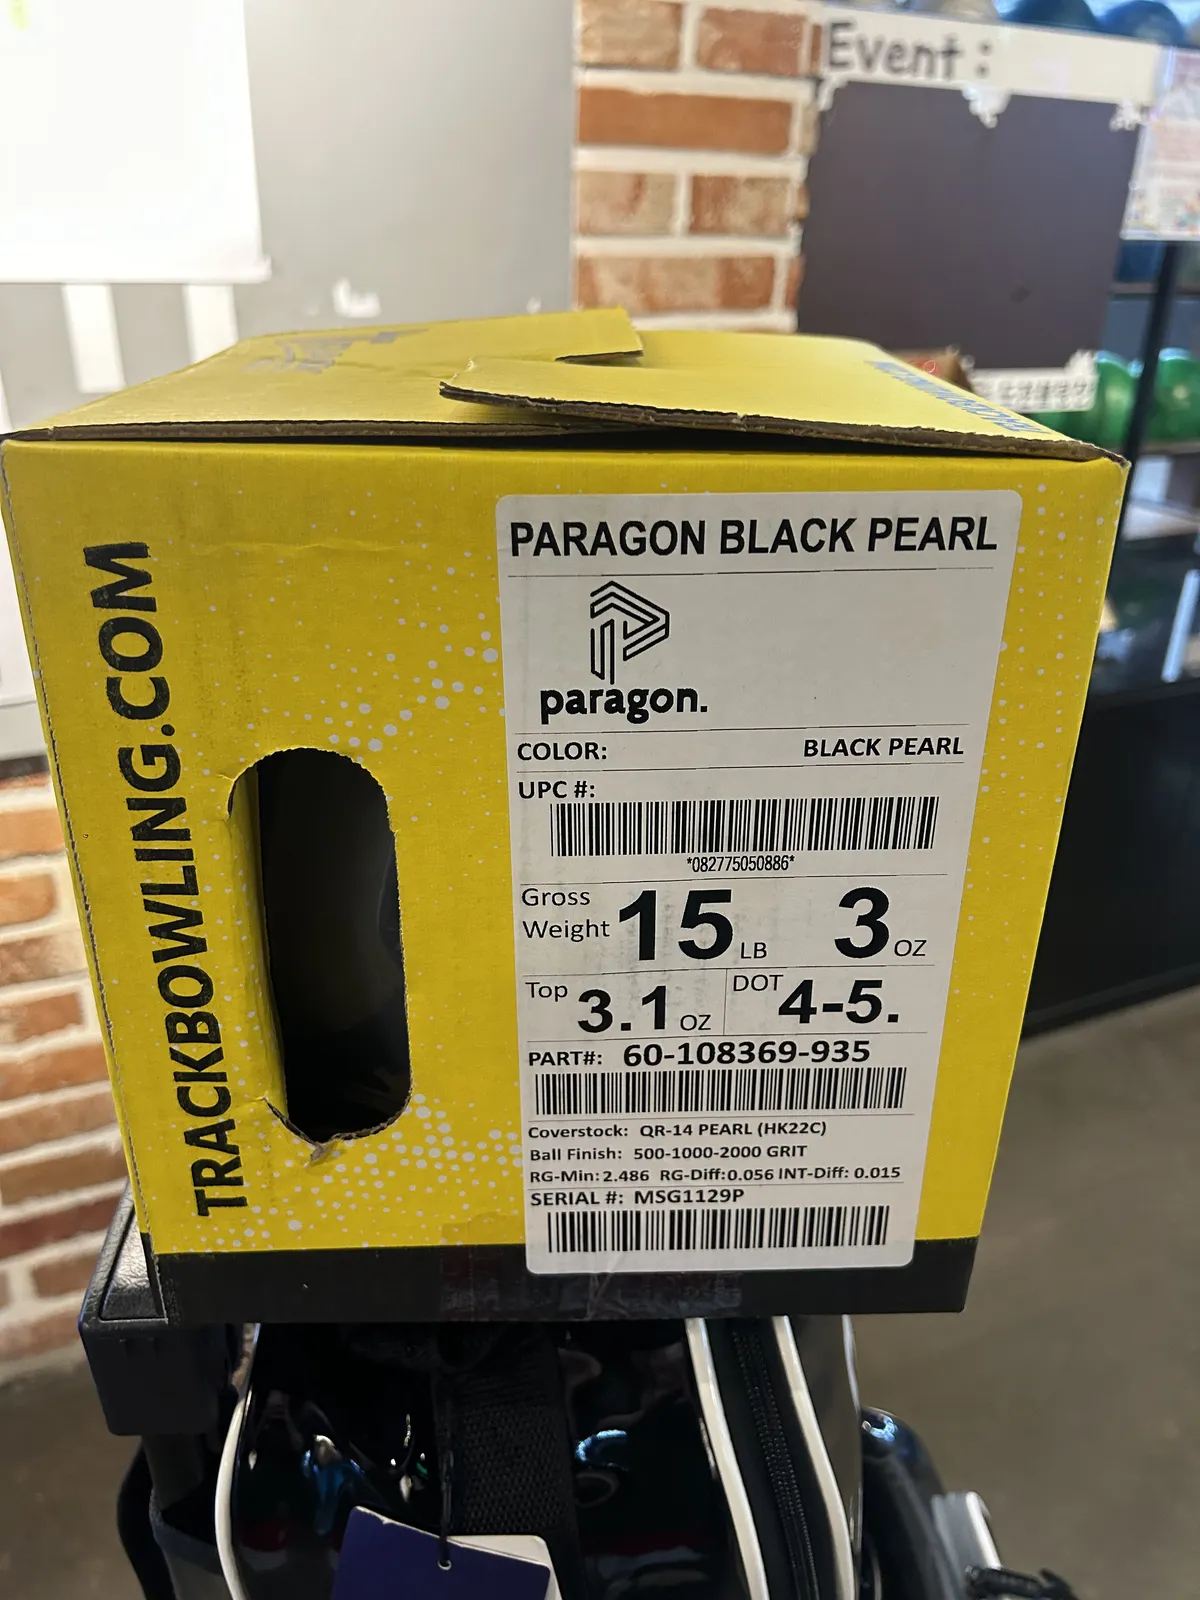 Event :
TRACKBOWLING.COM
PARAGON BLACK PEARL
paragon.
COLOR: BLACK PEARL
UPC #:
*082775050886*
Gross Weight 15 LB 3 OZ
Top 3.1 OZ DOT 4-5.
PART#: 60-108369-935
Coverstock: QR-14 PEARL (HK22C)
Ball Finish: 500-1000-2000 GRIT
RG-Min: 2.486 RG-Diff: 0.056 INT-Diff: 0.015
SERIAL #: MSG1129P